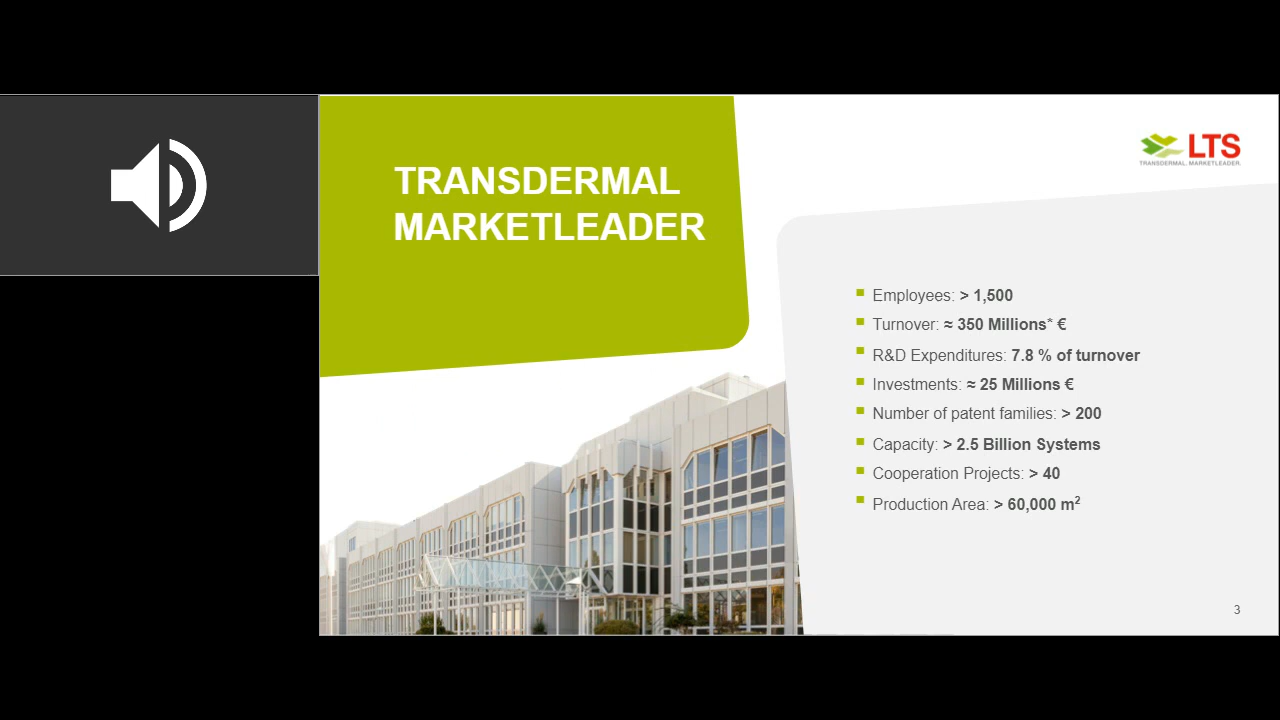 TRANSDERMAL
MARKETLEADER
LTS
TRANSDERMAL. MARKETLEADER.
Employees: > 1,500
Turnover: ≈ 350 Millions* €
R&D Expenditures: 7.8 % of turnover
Investments: ≈ 25 Millions €
Number of patent families: > 200
Capacity: > 2.5 Billion Systems
Cooperation Projects: > 40
Production Area: > 60,000 m²
3